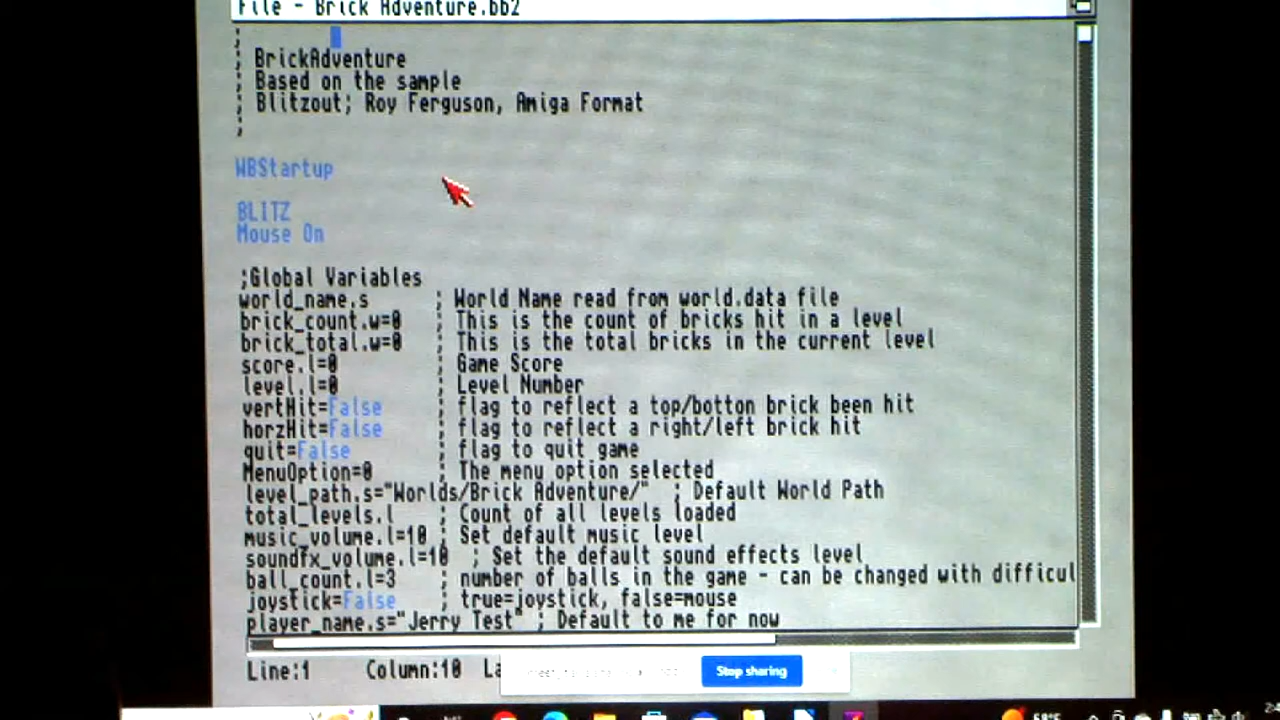 File - Brick Adventure.bb2
;
; BrickAdventure
; Based on the sample
; Blitzout; Roy Ferguson, Amiga Format
;
WBStartup
BLITZ
Mouse On
;Global Variables
world_name.s ; World Name read from world.data file
brick_count.w=0 ; This is the count of bricks hit in a level
brick_total.w=0 ; This is the total bricks in the current level
score.l=0 ; Game Score
level.l=0 ; Level Number
vertHit=False ; flag to reflect a top/botton brick been hit
horzHit=False ; flag to reflect a right/left brick hit
quit=False ; flag to quit game
MenuOption=0 ; The menu option selected
level_path.s="Worlds/Brick Adventure/" ; Default World Path
total_levels.l ; Count of all levels loaded
music_volume.l=10 ; Set default music level
soundfx_volume.l=10 ; Set the default sound effects level
ball_count.l=3 ; number of balls in the game - can be changed with difficul
joystick=False ; true=joystick, false=mouse
player_name.s="Jerry Test" ; Default to me for now
Line:1 Column:10 La
Stop sharing
58°F